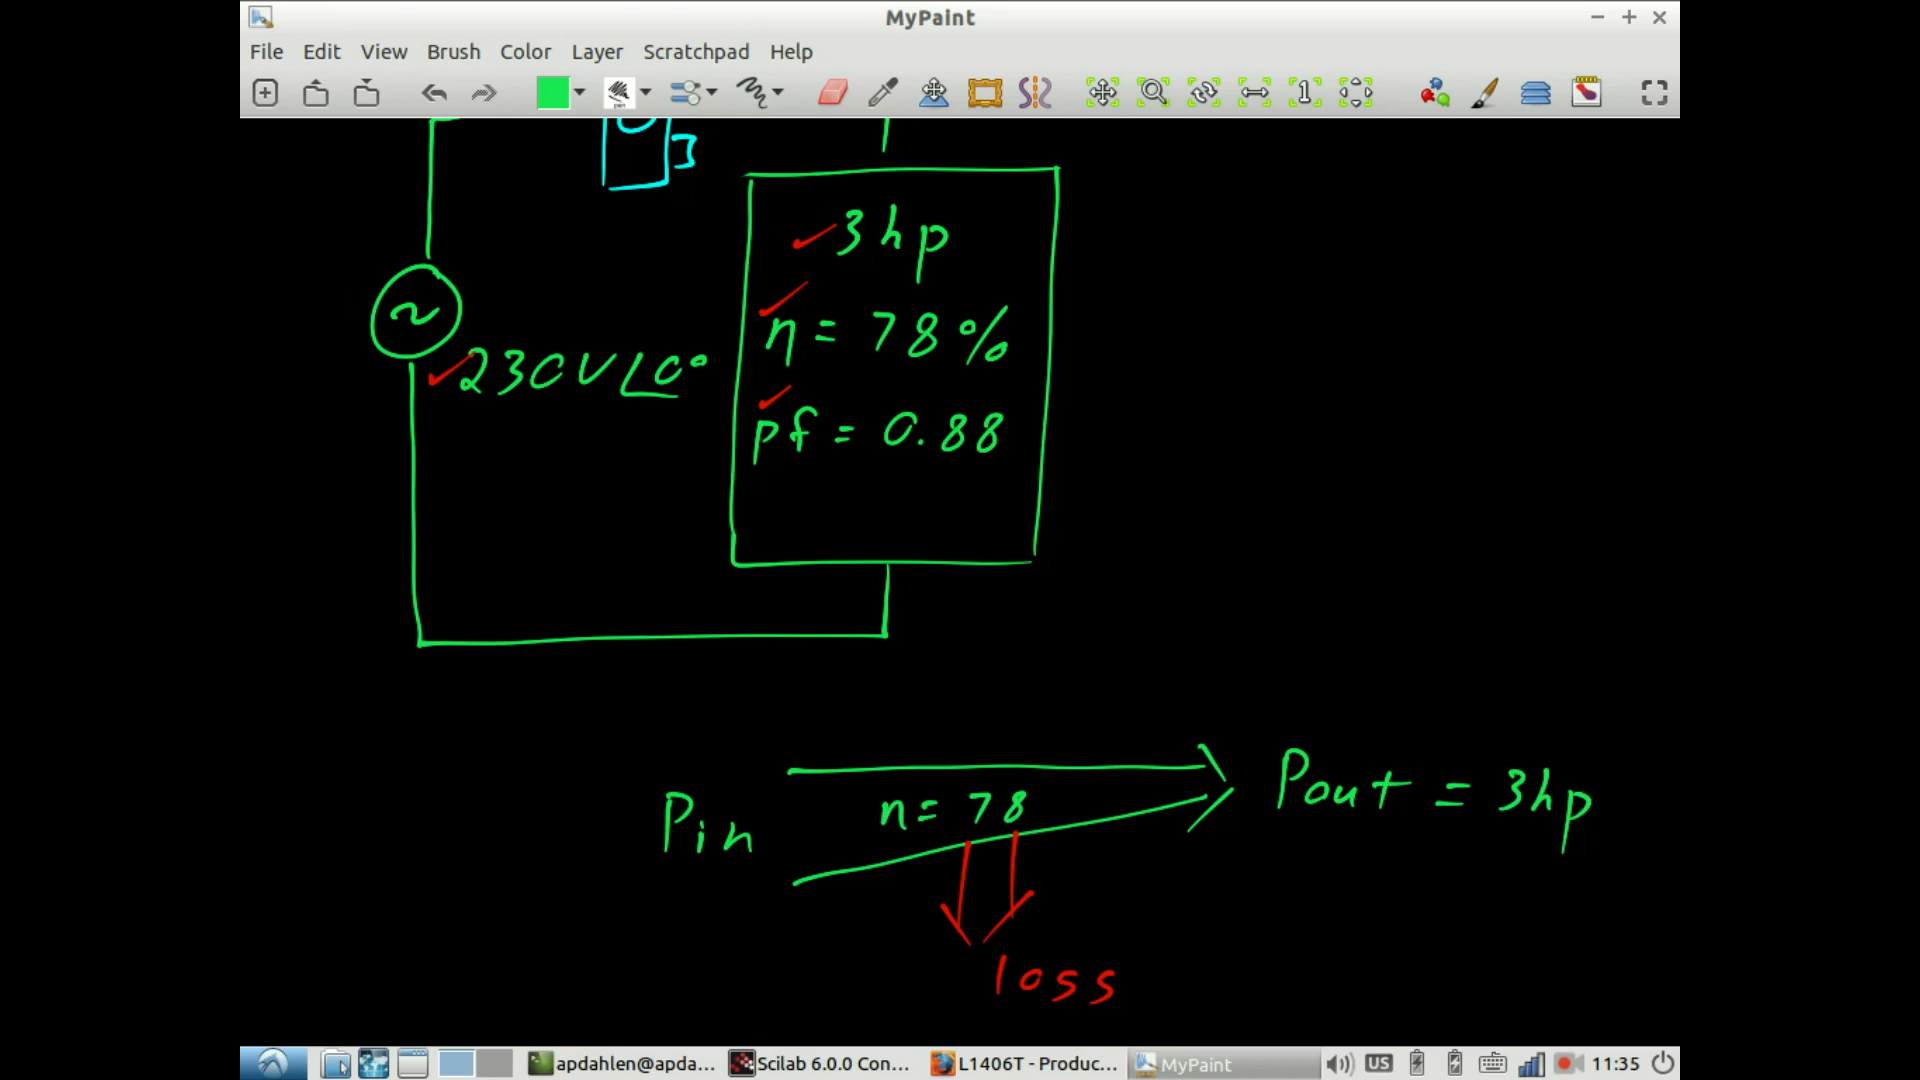 MyPaint
File Edit View Brush Color Layer Scratchpad Help
3
3hp
η = 78%
230V∠0°
pf = 0.88
Pin
n = 78
Pout = 3hp
loss
apdahlen@apda...
Scilab 6.0.0 Con...
L1406T - Produc...
MyPaint
US
11:35